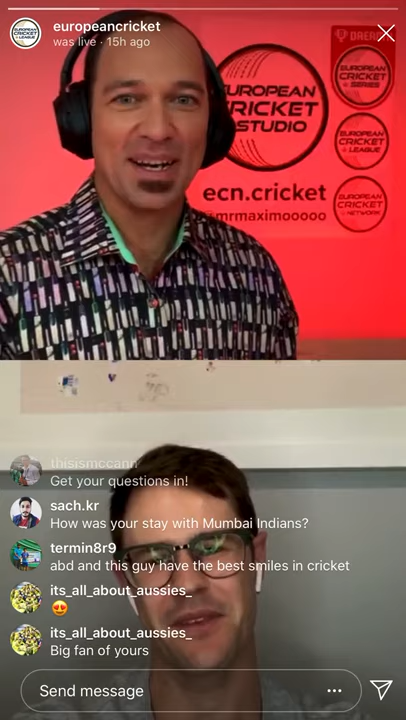 europeancricket
was live · 15h ago
EUROPEAN
CRICKET
STUDIO
ecn.cricket
mrmaximooooo
EUROPEAN
CRICKET
SERIES
EUROPEAN
CRICKET
LEAGUE
EUROPEAN
CRICKET
NETWORK
thisismccann
Get your questions in!
sach.kr
How was your stay with Mumbai Indians?
termin8r9
abd and this guy have the best smiles in cricket
its_all_about_aussies_
😍
its_all_about_aussies_
Big fan of yours
Send message